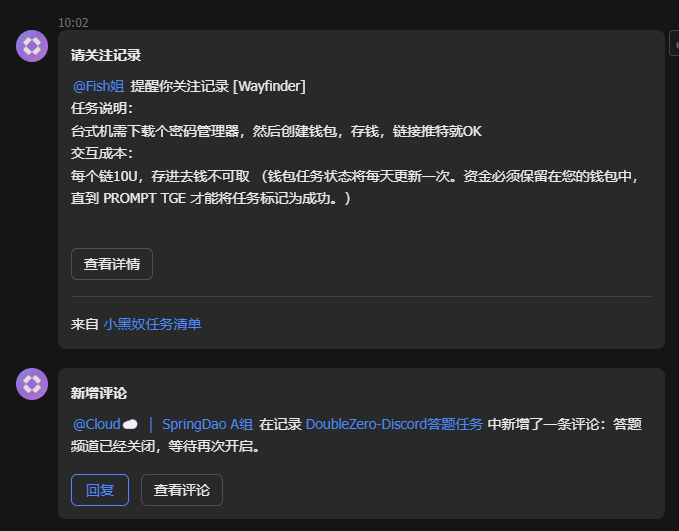 10:02
请关注记录
@Fish姐 提醒你关注记录 [Wayfinder]
任务说明：
台式机需下载个密码管理器，然后创建钱包，存钱，链接推特就OK
交互成本：
每个链10U，存进去钱不可取 （钱包任务状态将每天更新一次。资金必须保留在您的钱包中，
直到 PROMPT TGE 才能将任务标记为成功。）
查看详情
来自 小黑奴任务清单
新增评论
@Cloud☁️ ｜ SpringDao A组 在记录 DoubleZero-Discord答题任务 中新增了一条评论：答题
频道已经关闭，等待再次开启。
回复 查看评论